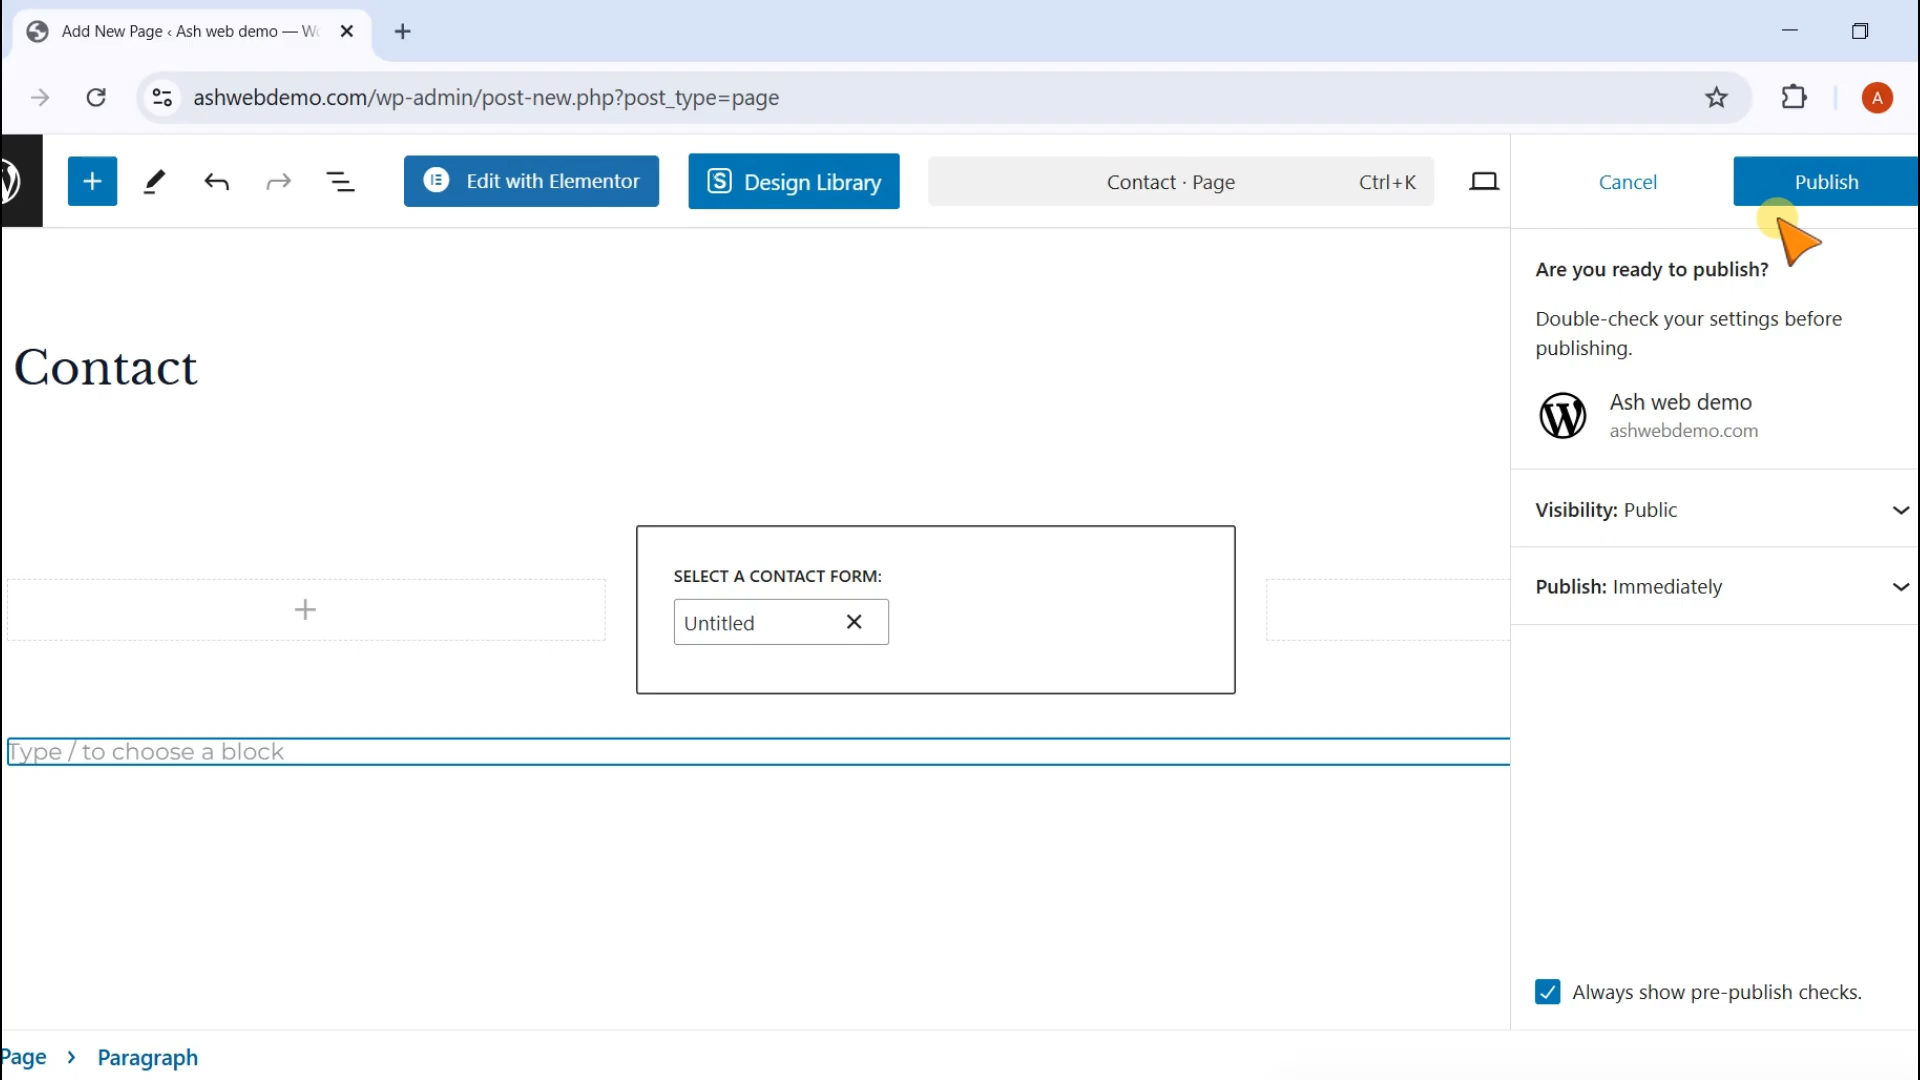 Add New Page ‹ Ash web demo — Wo
ashwebdemo.com/wp-admin/post-new.php?post_type=page
A
Edit with Elementor
S Design Library
Contact · Page
Ctrl+K
Cancel
Publish
Are you ready to publish?
Double-check your settings before
publishing.
Ash web demo
ashwebdemo.com
Visibility: Public
Publish: Immediately
Contact
SELECT A CONTACT FORM:
Untitled
Type / to choose a block
Always show pre-publish checks.
Page › Paragraph